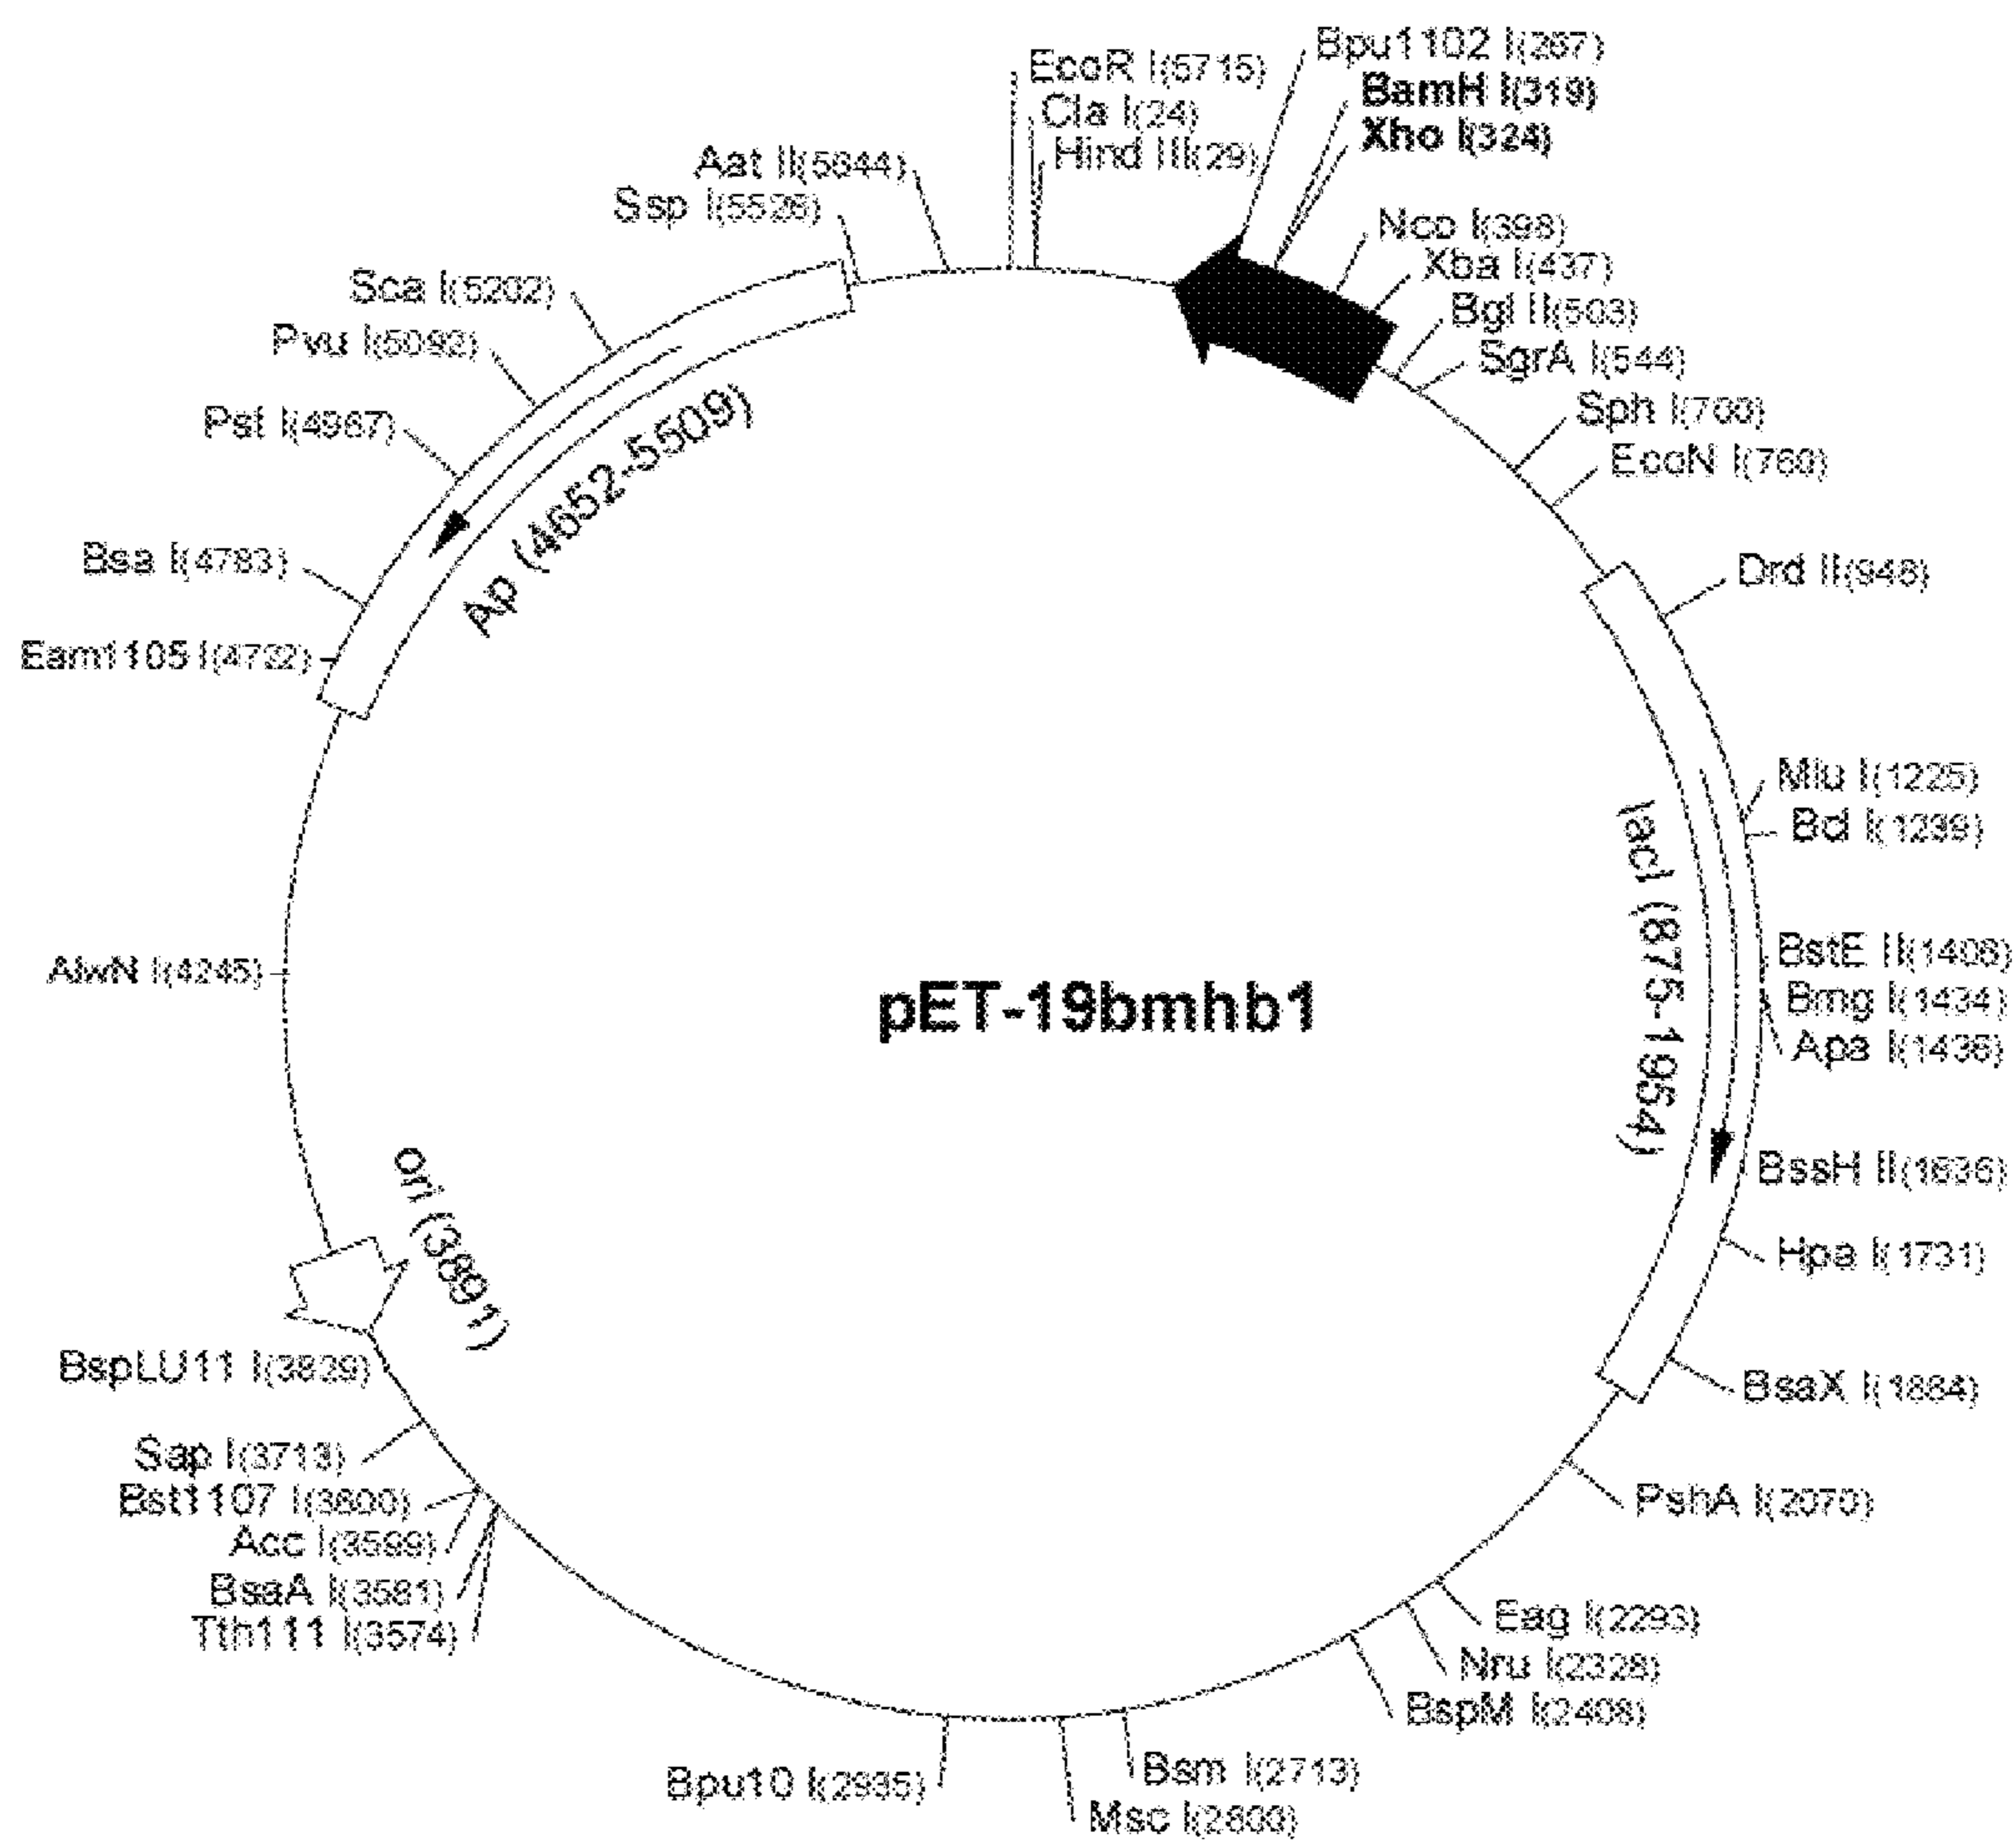 EcoR I(5715)
Cla I(24)
Hind III(29)
Bpu1102 I(267)
BamH I(319)
Xho I(324)
Nco I(398)
Xba I(437)
Bgl II(503)
SgrA I(544)
Sph I(700)
EcoN I(760)
Drd II(946)
lacI (875-1954)
Mlu I(1225)
Bcl I(1239)
BstE II(1406)
Bmg I(1434)
Apa I(1436)
BssH II(1636)
Hpa I(1731)
BsaX I(1884)
PshA I(2070)
Eag I(2293)
Nru I(2328)
BspM I(2408)
Bsm I(2713)
Msc I(2800)
Bpu10 I(2935)
Tth111 I(3574)
BsaA I(3581)
Acc I(3599)
Bst1107 I(3600)
Sap I(3713)
BspLU11 I(3829)
ori (3891)
AlwN I(4245)
Eam1105 I(4722)
Bsa I(4783)
Pst I(4967)
Pvu I(5092)
Sca I(5202)
Ap (4652-5509)
Ssp I(5526)
Aat II(5644)
pET-19bmhb1